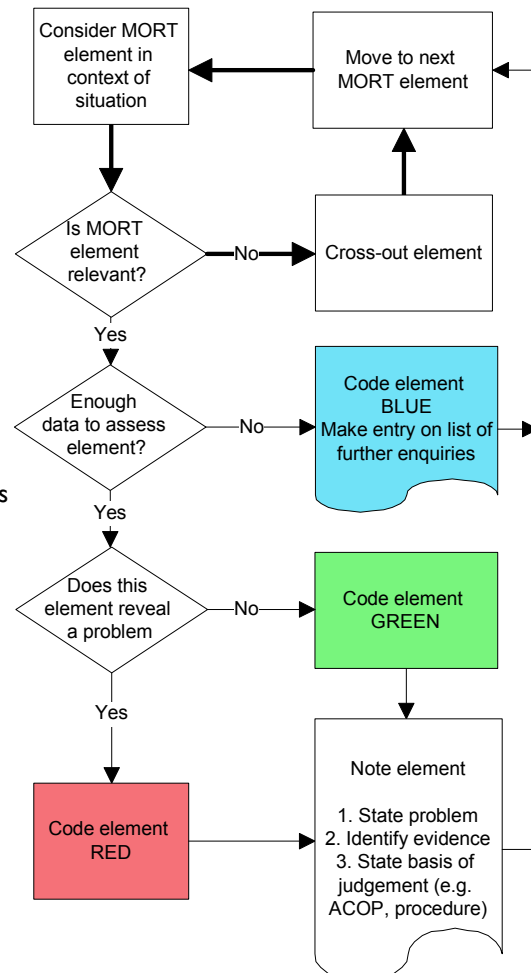 Consider MORT
element in
context of
situation
Move to next
MORT element
Is MORT
element
relevant?
No
Cross-out element
Yes
Enough
data to assess
element?
No
Code element
BLUE
Make entry on list of
further enquiries
s
Yes
Does this
element reveal
a problem
No
Code element
GREEN
Yes
Code element
RED
Note element
1. State problem
2. Identify evidence
3. State basis of
judgement (e.g.
ACOP, procedure)